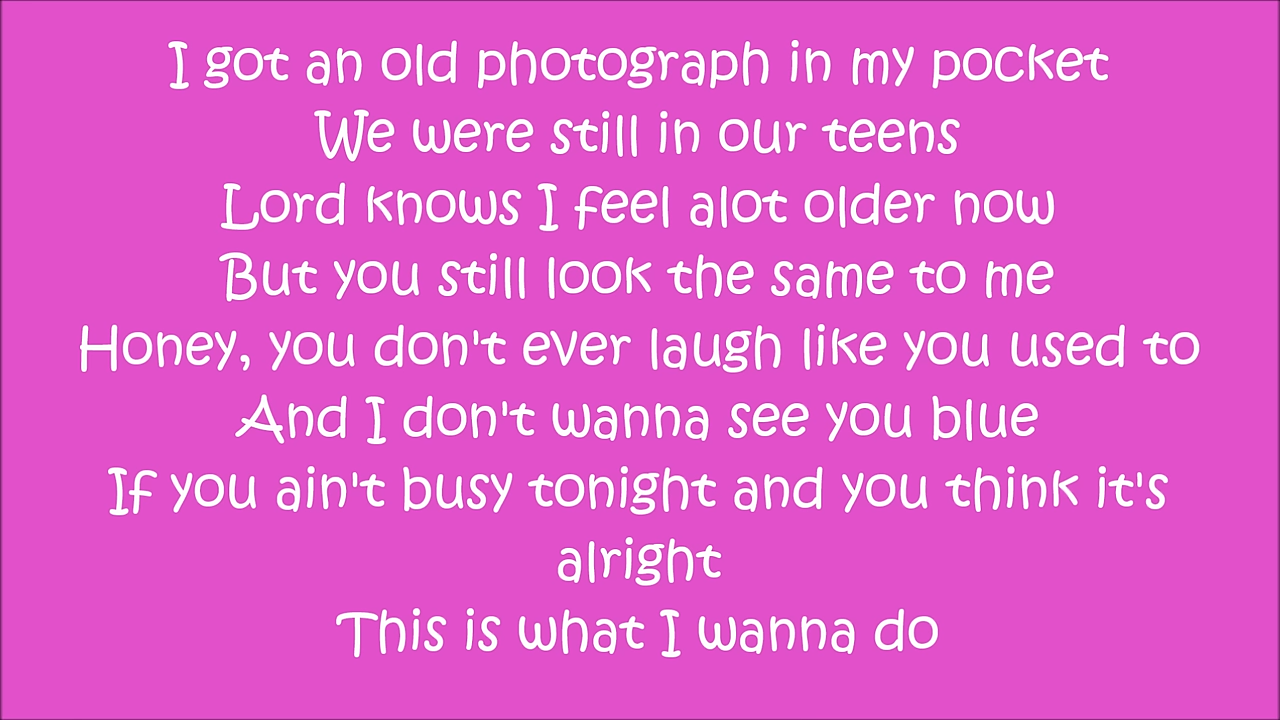 I got an old photograph in my pocket
We were still in our teens
Lord knows I feel alot older now
But you still look the same to me
Honey, you don't ever laugh like you used to
And I don't wanna see you blue
If you ain't busy tonight and you think it's
alright
This is what I wanna do